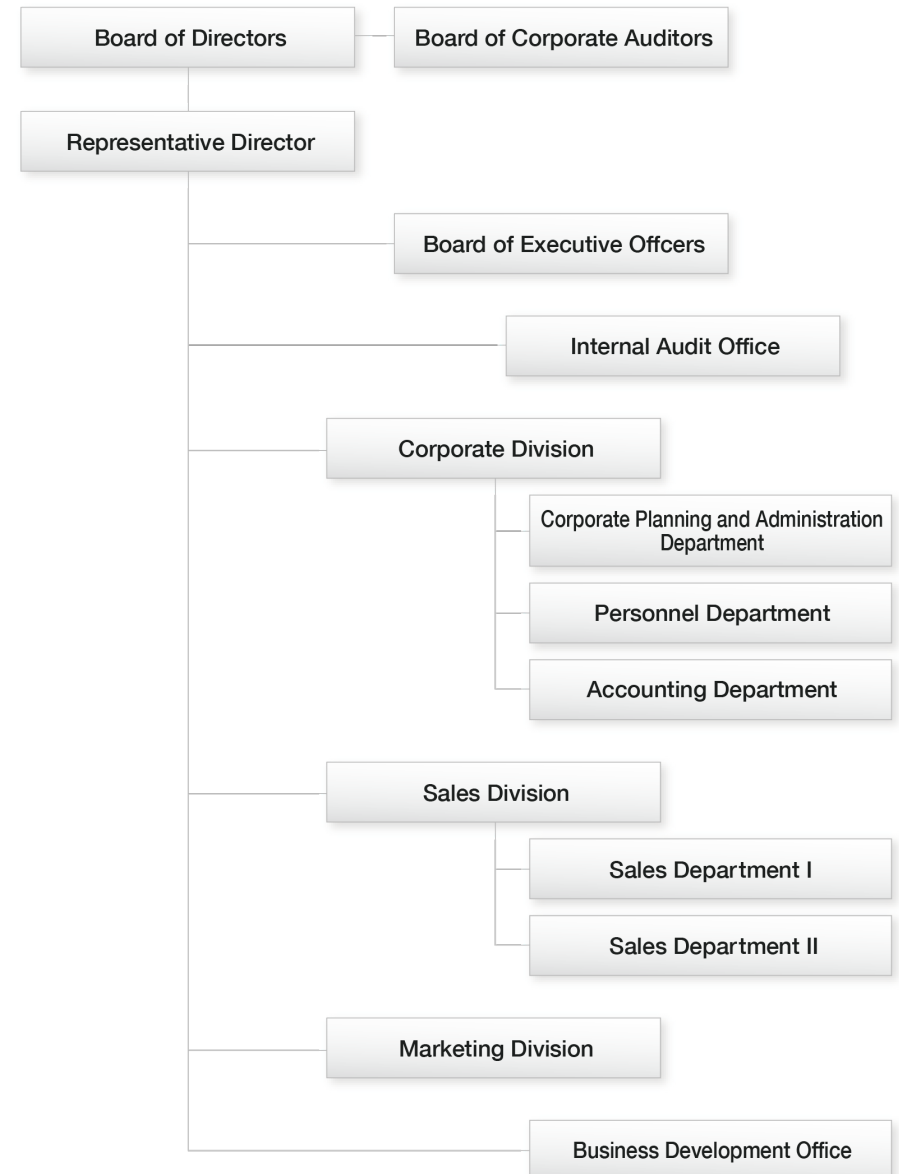 Board of Directors
Board of Corporate Auditors
Representative Director
Board of Executive Offcers
Internal Audit Office
Corporate Division
Corporate Planning and Administration
Department
Personnel Department
Accounting Department
Sales Division
Sales Department I
Sales Department II
Marketing Division
Business Development Office